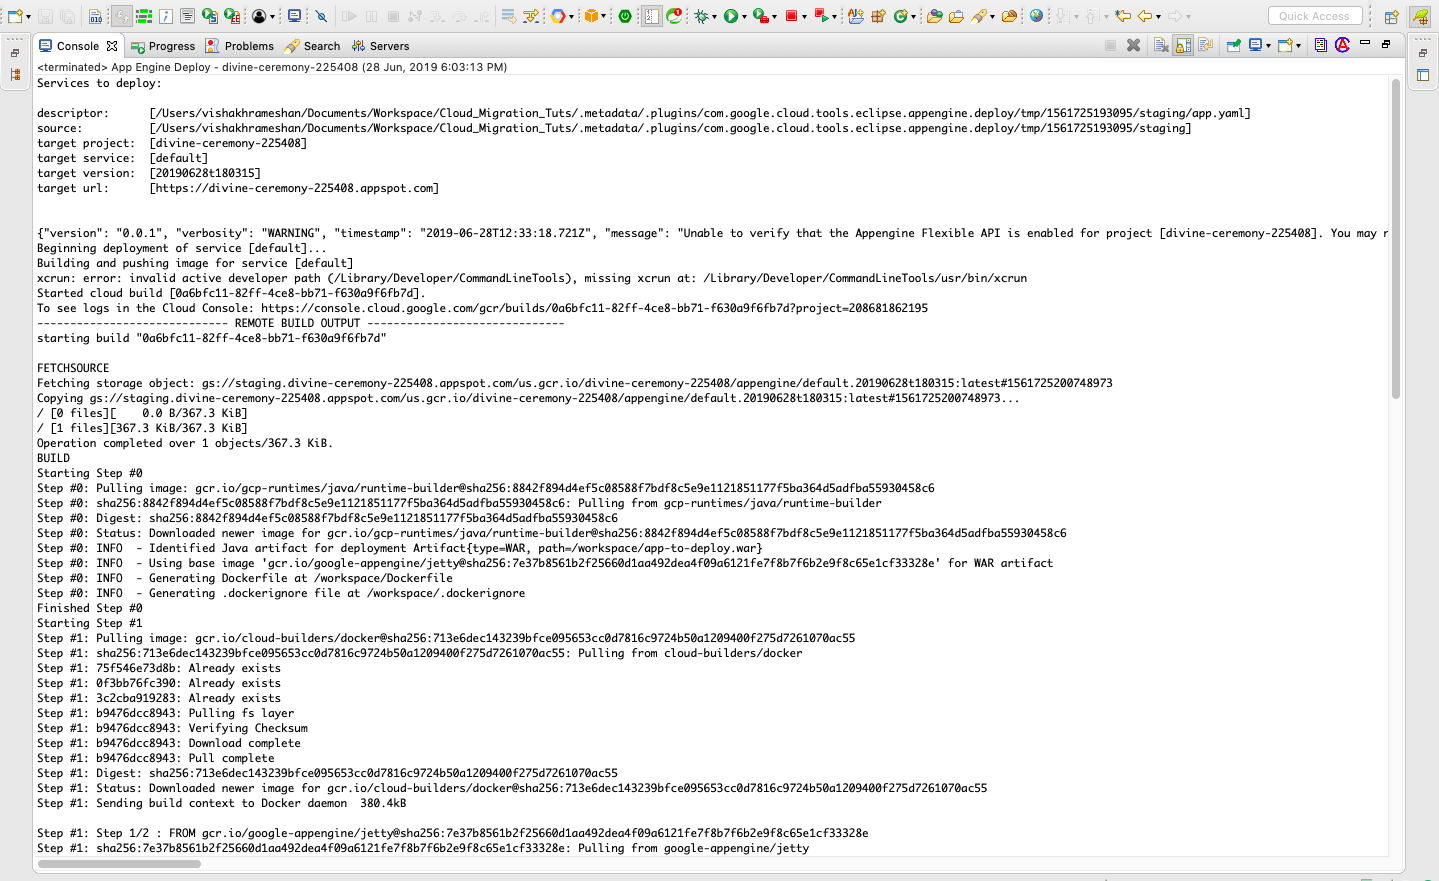 Quick Access
Console
Progress
Problems
Search
Servers
<terminated> App Engine Deploy - divine-ceremony-225408 (28 Jun, 2019 6:03:13 PM)
Services to deploy:
descriptor:      [/Users/vishakhrameshan/Documents/Workspace/Cloud_Migration_Tuts/.metadata/.plugins/com.google.cloud.tools.eclipse.appengine.deploy/tmp/1561725193095/staging/app.yaml]
source:          [/Users/vishakhrameshan/Documents/Workspace/Cloud_Migration_Tuts/.metadata/.plugins/com.google.cloud.tools.eclipse.appengine.deploy/tmp/1561725193095/staging]
target project:  [divine-ceremony-225408]
target service:  [default]
target version:  [20190628t180315]
target url:      [https://divine-ceremony-225408.appspot.com]
{"version": "0.0.1", "verbosity": "WARNING", "timestamp": "2019-06-28T12:33:18.721Z", "message": "Unable to verify that the Appengine Flexible API is enabled for project [divine-ceremony-225408]. You may r
Beginning deployment of service [default]...
Building and pushing image for service [default]
xcrun: error: invalid active developer path (/Library/Developer/CommandLineTools), missing xcrun at: /Library/Developer/CommandLineTools/usr/bin/xcrun
Started cloud build [0a6bfc11-82ff-4ce8-bb71-f630a9f6fb7d].
To see logs in the Cloud Console: https://console.cloud.google.com/gcr/builds/0a6bfc11-82ff-4ce8-bb71-f630a9f6fb7d?project=208681862195
----------------------------- REMOTE BUILD OUTPUT ------------------------------
starting build "0a6bfc11-82ff-4ce8-bb71-f630a9f6fb7d"
FETCHSOURCE
Fetching storage object: gs://staging.divine-ceremony-225408.appspot.com/us.gcr.io/divine-ceremony-225408/appengine/default.20190628t180315:latest#1561725200748973
Copying gs://staging.divine-ceremony-225408.appspot.com/us.gcr.io/divine-ceremony-225408/appengine/default.20190628t180315:latest#1561725200748973...
/ [0 files][    0.0 B/367.3 KiB]
/ [1 files][367.3 KiB/367.3 KiB]
Operation completed over 1 objects/367.3 KiB.
BUILD
Starting Step #0
Step #0: Pulling image: gcr.io/gcp-runtimes/java/runtime-builder@sha256:8842f894d4ef5c08588f7bdf8c5e9e1121851177f5ba364d5adfba55930458c6
Step #0: sha256:8842f894d4ef5c08588f7bdf8c5e9e1121851177f5ba364d5adfba55930458c6: Pulling from gcp-runtimes/java/runtime-builder
Step #0: Digest: sha256:8842f894d4ef5c08588f7bdf8c5e9e1121851177f5ba364d5adfba55930458c6
Step #0: Status: Downloaded newer image for gcr.io/gcp-runtimes/java/runtime-builder@sha256:8842f894d4ef5c08588f7bdf8c5e9e1121851177f5ba364d5adfba55930458c6
Step #0: INFO  - Identified Java artifact for deployment Artifact{type=WAR, path=/workspace/app-to-deploy.war}
Step #0: INFO  - Using base image 'gcr.io/google-appengine/jetty@sha256:7e37b8561b2f25660d1aa492dea4f09a6121fe7f8b7f6b2e9f8c65e1cf33328e' for WAR artifact
Step #0: INFO  - Generating Dockerfile at /workspace/Dockerfile
Step #0: INFO  - Generating .dockerignore file at /workspace/.dockerignore
Finished Step #0
Starting Step #1
Step #1: Pulling image: gcr.io/cloud-builders/docker@sha256:713e6dec143239bfce095653cc0d7816c9724b50a1209400f275d7261070ac55
Step #1: sha256:713e6dec143239bfce095653cc0d7816c9724b50a1209400f275d7261070ac55: Pulling from cloud-builders/docker
Step #1: 75f546e73d8b: Already exists
Step #1: 0f3bb76fc390: Already exists
Step #1: 3c2cba919283: Already exists
Step #1: b9476dcc8943: Pulling fs layer
Step #1: b9476dcc8943: Verifying Checksum
Step #1: b9476dcc8943: Download complete
Step #1: b9476dcc8943: Pull complete
Step #1: Digest: sha256:713e6dec143239bfce095653cc0d7816c9724b50a1209400f275d7261070ac55
Step #1: Status: Downloaded newer image for gcr.io/cloud-builders/docker@sha256:713e6dec143239bfce095653cc0d7816c9724b50a1209400f275d7261070ac55
Step #1: Sending build context to Docker daemon  380.4kB
Step #1: Step 1/2 : FROM gcr.io/google-appengine/jetty@sha256:7e37b8561b2f25660d1aa492dea4f09a6121fe7f8b7f6b2e9f8c65e1cf33328e
Step #1: sha256:7e37b8561b2f25660d1aa492dea4f09a6121fe7f8b7f6b2e9f8c65e1cf33328e: Pulling from google-appengine/jetty